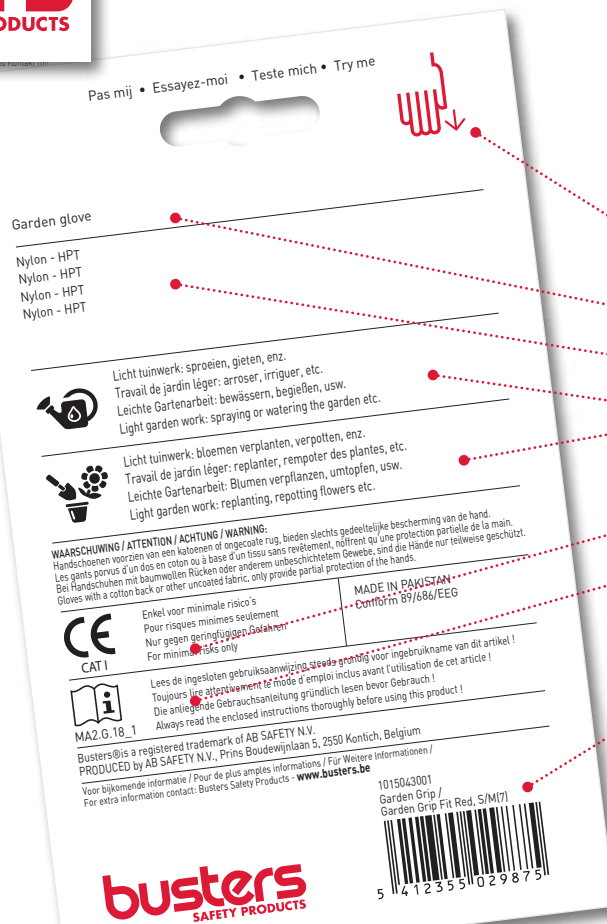 PRODUCTS
Pas mij • Essayez-moi • Teste mich • Try me
Garden glove
Nylon - HPT
Nylon - HPT
Nylon - HPT
Nylon - HPT
Licht tuinwerk: sproeien, gieten, enz.
Travail de jardin léger: arroser, irriguer, etc.
Leichte Gartenarbeit: bewässern, begießen, usw.
Light garden work: spraying or watering the garden etc.
Licht tuinwerk: bloemen verplanten, verpotten, enz.
Travail de jardin léger: replanter, rempoter des plantes, etc.
Leichte Gartenarbeit: Blumen verpflanzen, umtopfen, usw.
Light garden work: replanting, repotting flowers etc.
WAARSCHUWING / ATTENTION / ACHTUNG / WARNING:
Handschoenen voorzien van een katoenen of ongecoate rug, bieden slechts gedeeltelijke bescherming van de hand.
Les gants porvus d'un dos en coton ou à base d'un tissu sans revêtement, nôffrent qu'une protection partielle de la main.
Bei Handschuhen mit baumwollen Rücken oder anderem unbeschichtetem Gewebe, sind die Hände nur teilweise geschützt.
Gloves with a cotton back or other uncoated fabric, only provide partial protection of the hands.
CE
CAT I
Enkel voor minimale risico's
Pour risques minimes seulement
Nur gegen geringfügigen Gefahren
For minimal risks only
MADE IN PAKISTAN
Conform 89/686/EEG
MA2.G.18_1
Lees de ingesloten gebruiksaanwijzing steeds grondig voor ingebruikname van dit artikel !
Toujours lire attentivement le mode d'emploi inclus avant l'utilisation de cet article !
Die anliegende Gebrauchsanleitung gründlich lesen bevor Gebrauch !
Always read the enclosed instructions thoroughly before using this product !
Busters®is a registered trademark of AB SAFETY N.V.
PRODUCED by AB SAFETY N.V., Prins Boudewijnlaan 5, 2550 Kontich, Belgium
Voor bijkomende informatie / Pour de plus amples informations / Für Weitere Informationen /
For extra information contact: Busters Safety Products - www.busters.be
1015043001
Garden Grip /
Garden Grip Fit Red, S/M(7)
5 412355 029875
busters
SAFETY PRODUCTS